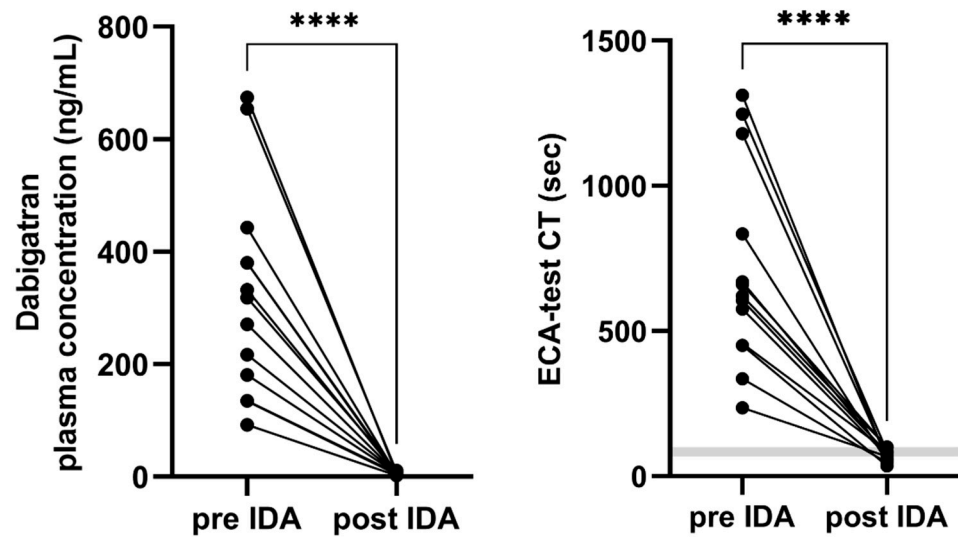 Dabigatran
plasma concentration (ng/mL)
800
600
400
200
0
****
pre IDA
post IDA
ECA-test CT (sec)
1500
1000
500
0
****
pre IDA
post IDA